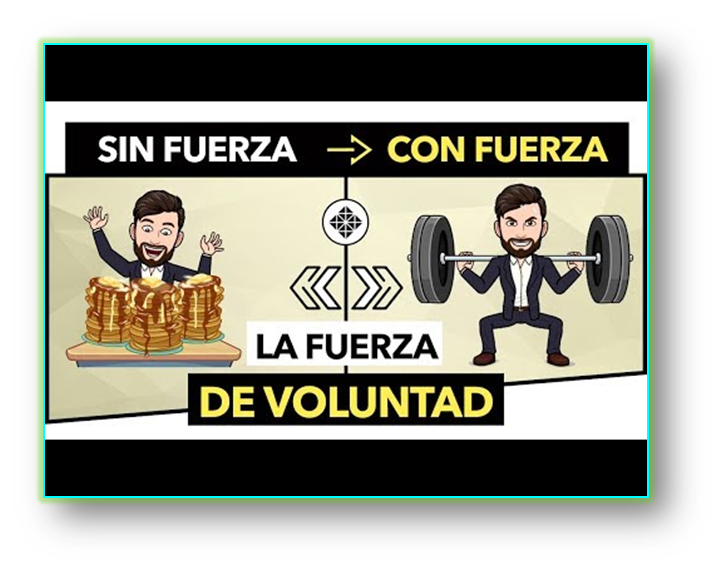 SIN FUERZA → CON FUERZA
LA FUERZA
DE VOLUNTAD